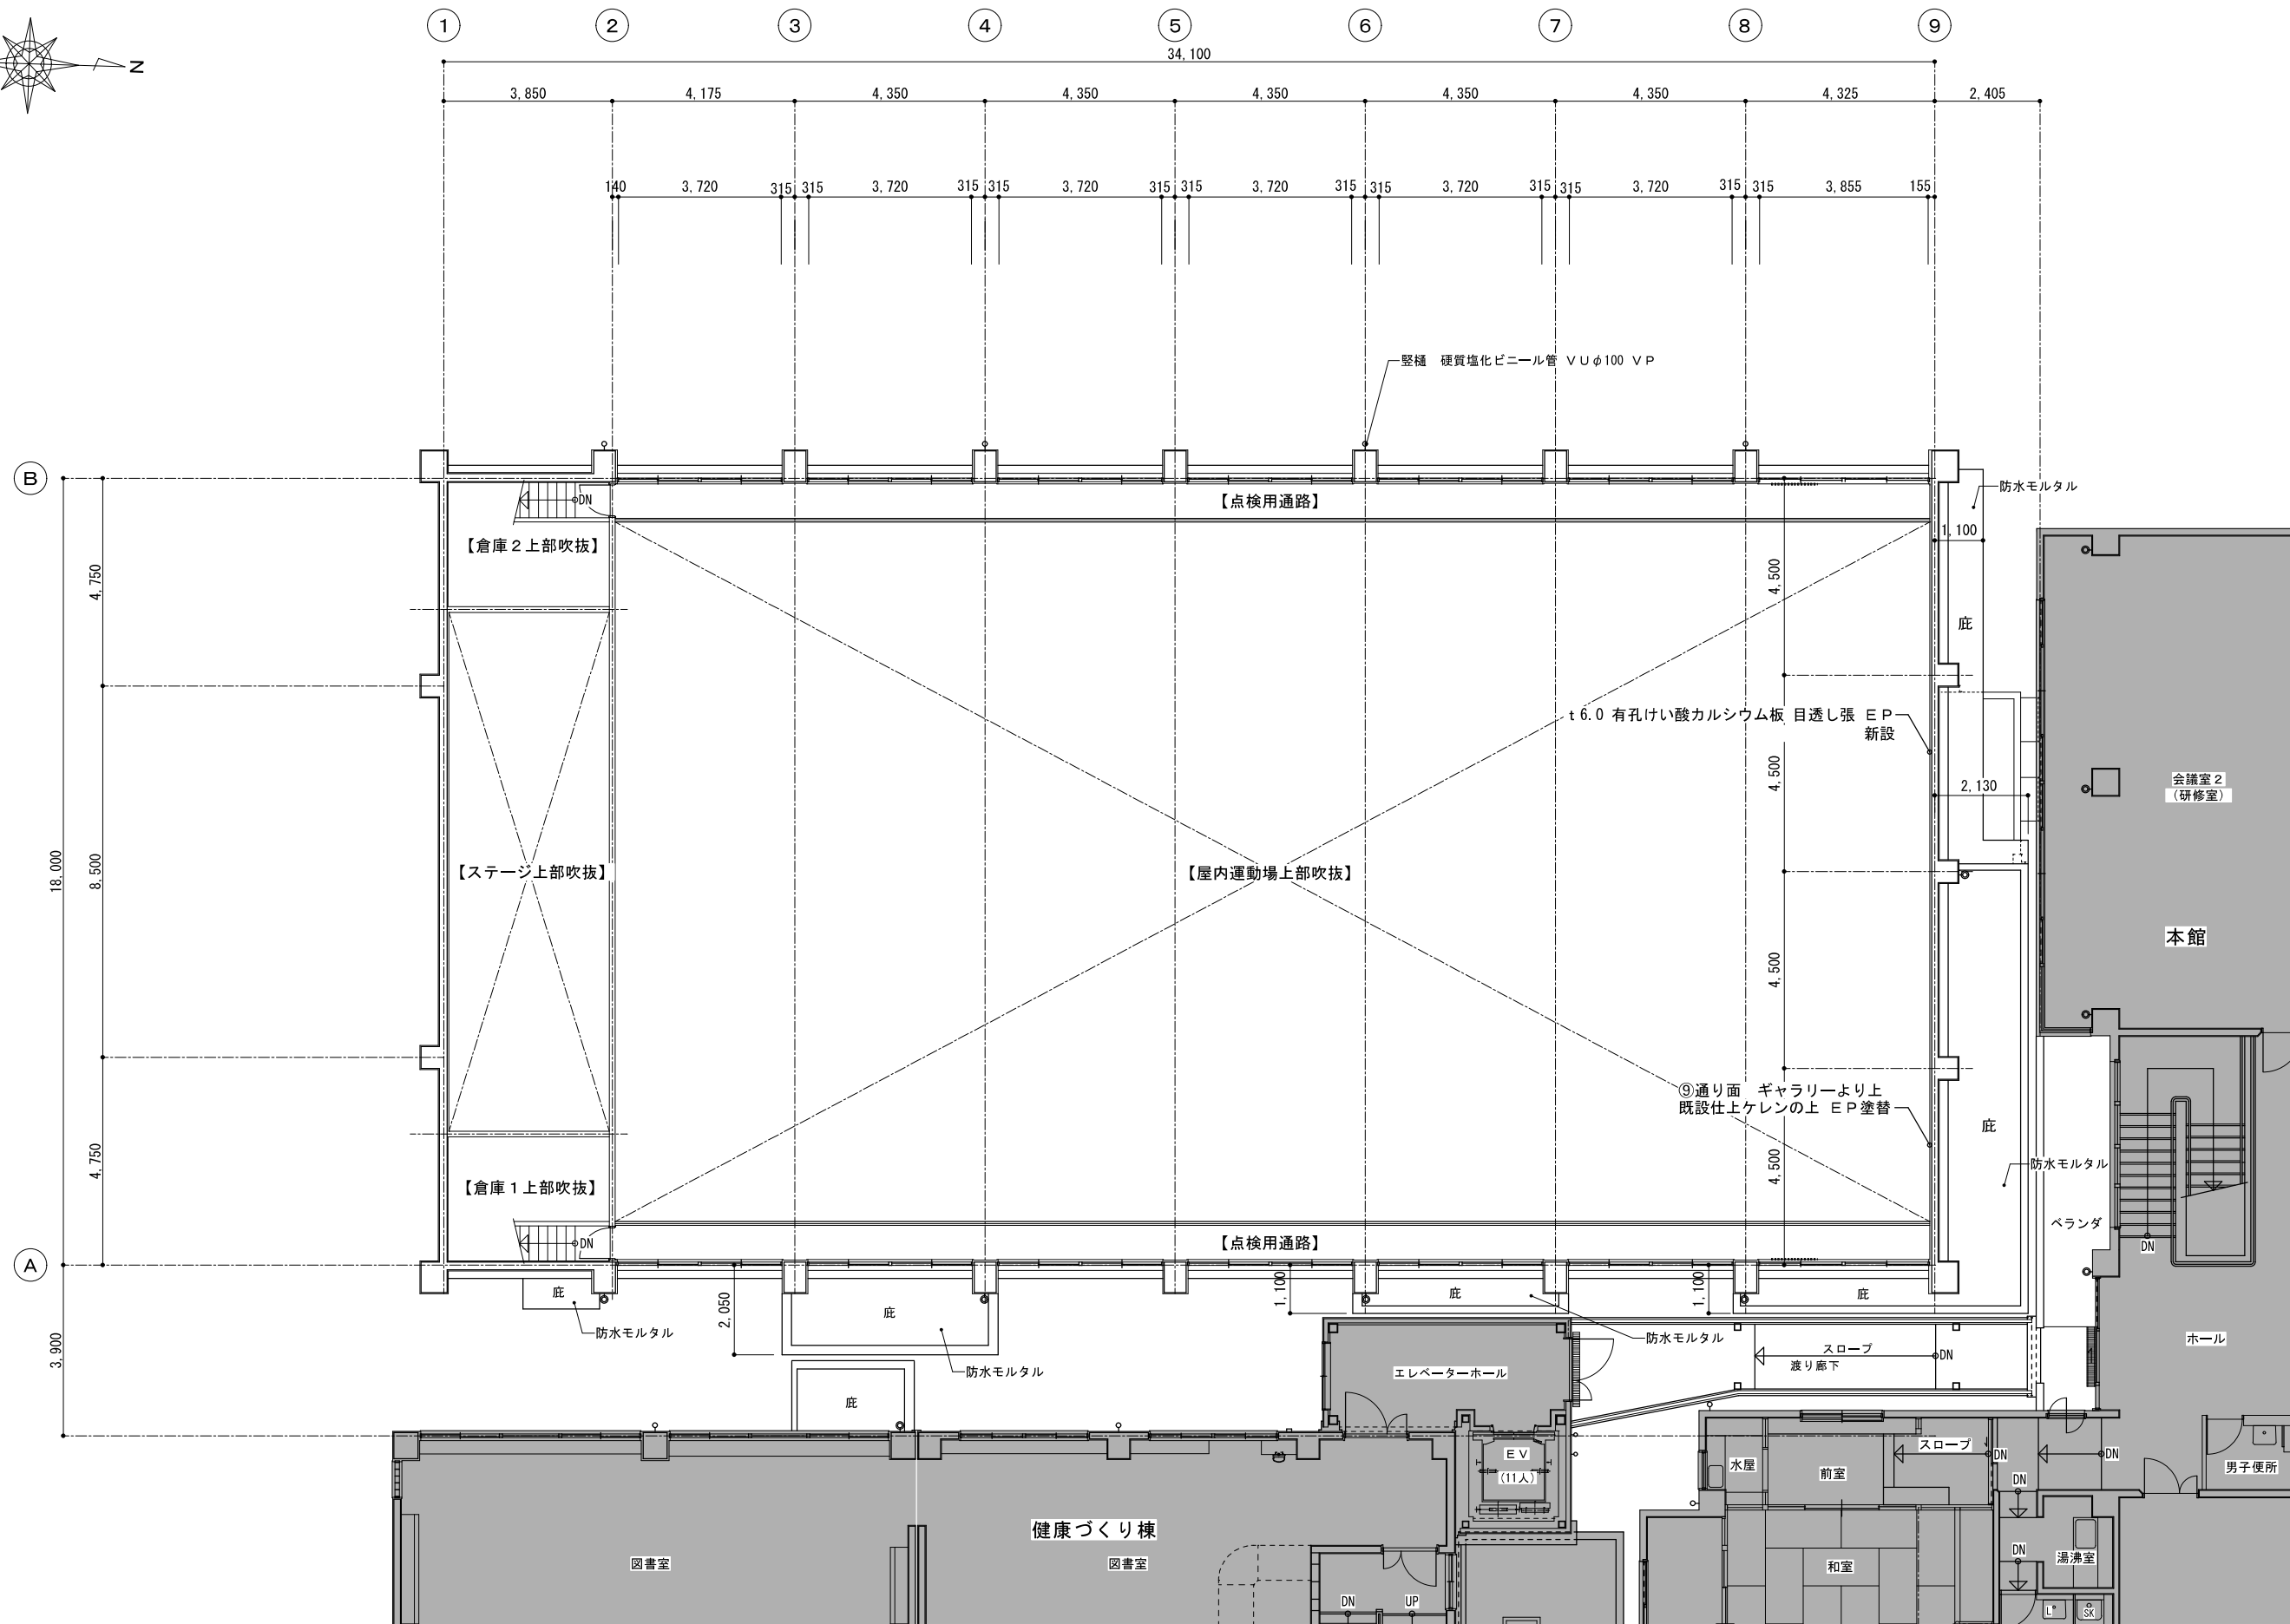 1 2 3 4 5 6 7 8 9
N
34,100
3,850 4,175 4,350 4,350 4,350 4,350 4,350 4,325 2,405
140 3,720 315 315 3,720 315 315 3,720 315 315 3,720 315 315 3,720 315 315 3,720 315 315 3,855 155
竪樋　硬質塩化ビニール管 ＶＵφ100 ＶＰ
B
【点検用通路】
DN
防水モルタル
【倉庫２上部吹抜】
1,100
4,750
4,500
庇
t 6.0 有孔けい酸カルシウム板 目透し張 ＥＰ
新設
4,500
2,130
会議室２
（研修室）
18,000
8,500
【ステージ上部吹抜】
【屋内運動場上部吹抜】
本館
4,500
⑨通り面　ギャラリーより上
既設仕上ケレンの上 ＥＰ塗替
庇
4,750
4,500
防水モルタル
【倉庫１上部吹抜】
ベランダ
DN
【点検用通路】
DN
A
庇
2,050
庇
1,100
庇
1,100
庇
防水モルタル
防水モルタル
ホール
3,900
スロープ
DN
渡り廊下
防水モルタル
エレベーターホール
庇
ＥＶ
(11人)
水屋
前室
スロープ
DN
DN
男子便所
DN
健康づくり棟
図書室
図書室
和室
DN
湯沸室
DN
UP
L
SK